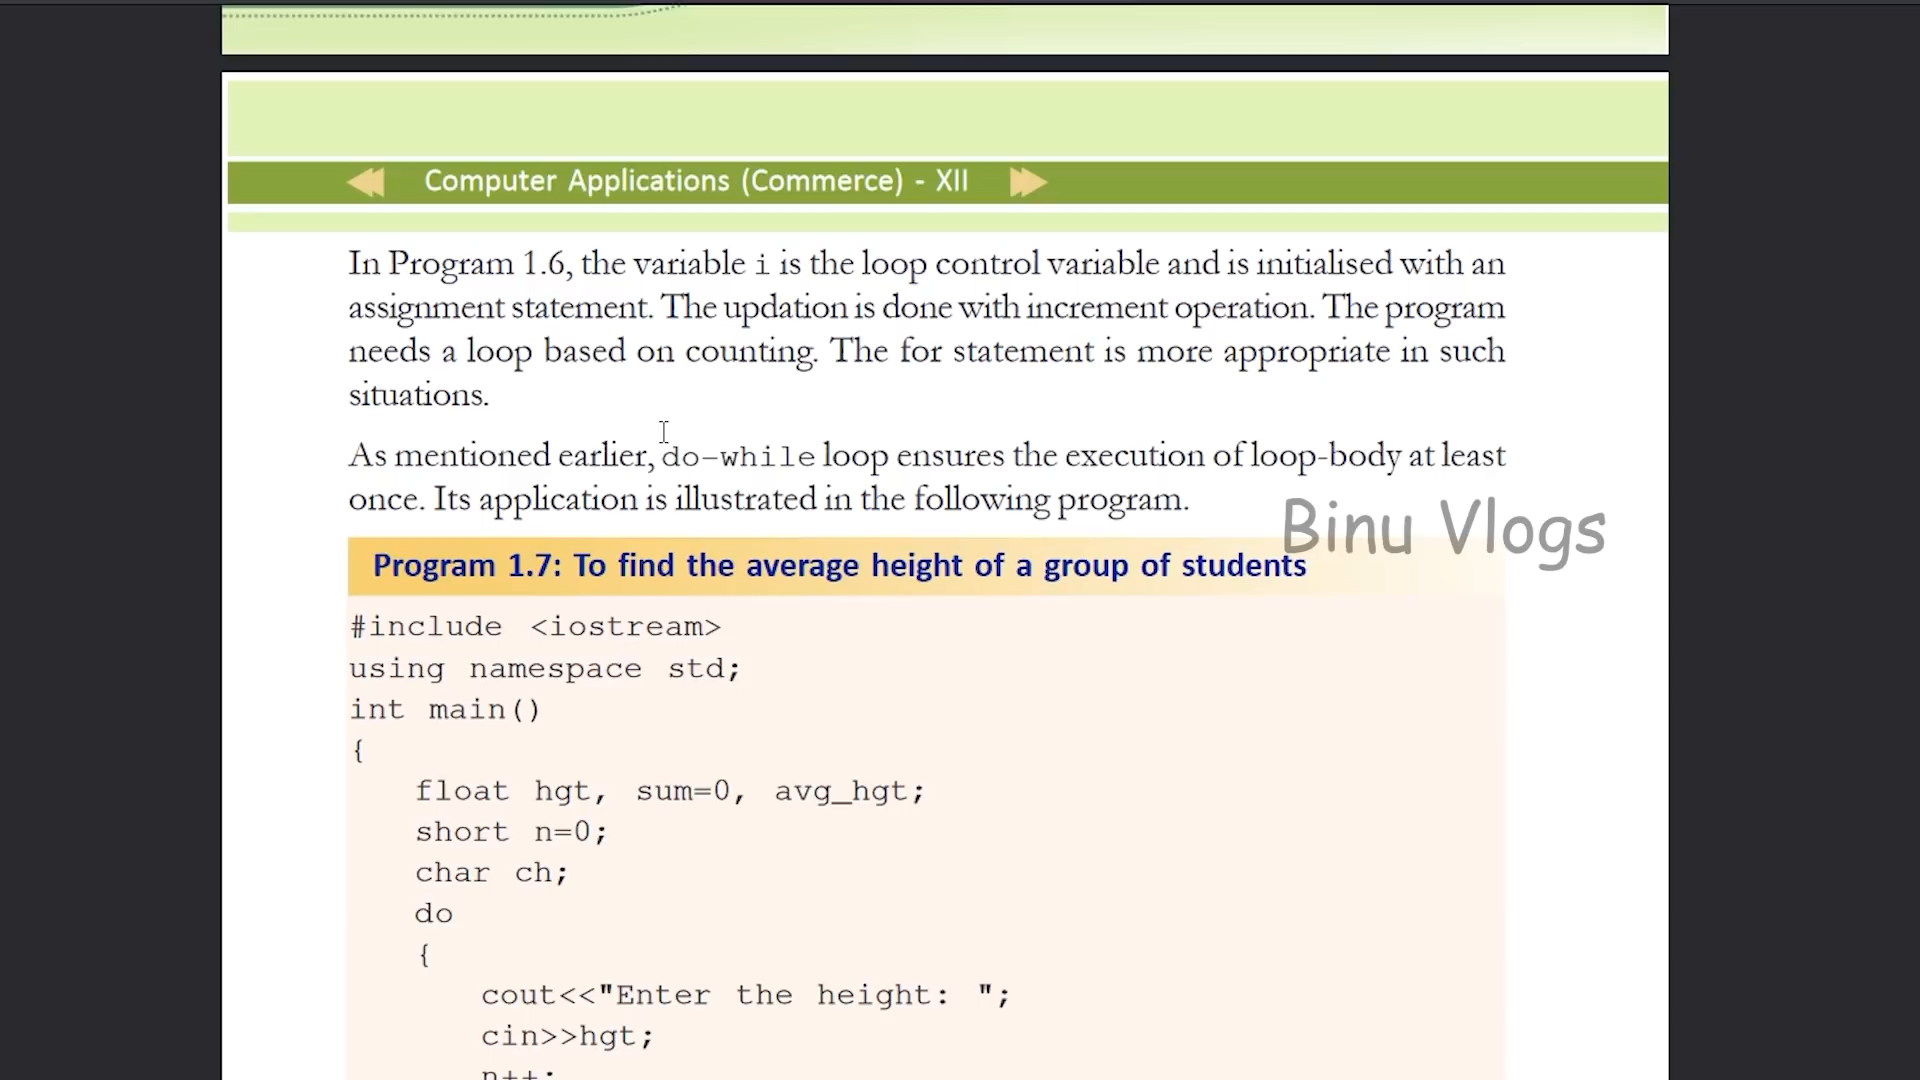 Computer Applications (Commerce) - XII
In Program 1.6, the variable i is the loop control variable and is initialised with an
assignment statement. The updation is done with increment operation. The program
needs a loop based on counting. The for statement is more appropriate in such
situations.
As mentioned earlier, do-while loop ensures the execution of loop-body at least
once. Its application is illustrated in the following program.
Binu Vlogs
Program 1.7: To find the average height of a group of students
#include <iostream>
using namespace std;
int main()
{
float hgt, sum=0, avg_hgt;
short n=0;
char ch;
do
{
cout<<"Enter the height: ";
cin>>hgt;
n++;